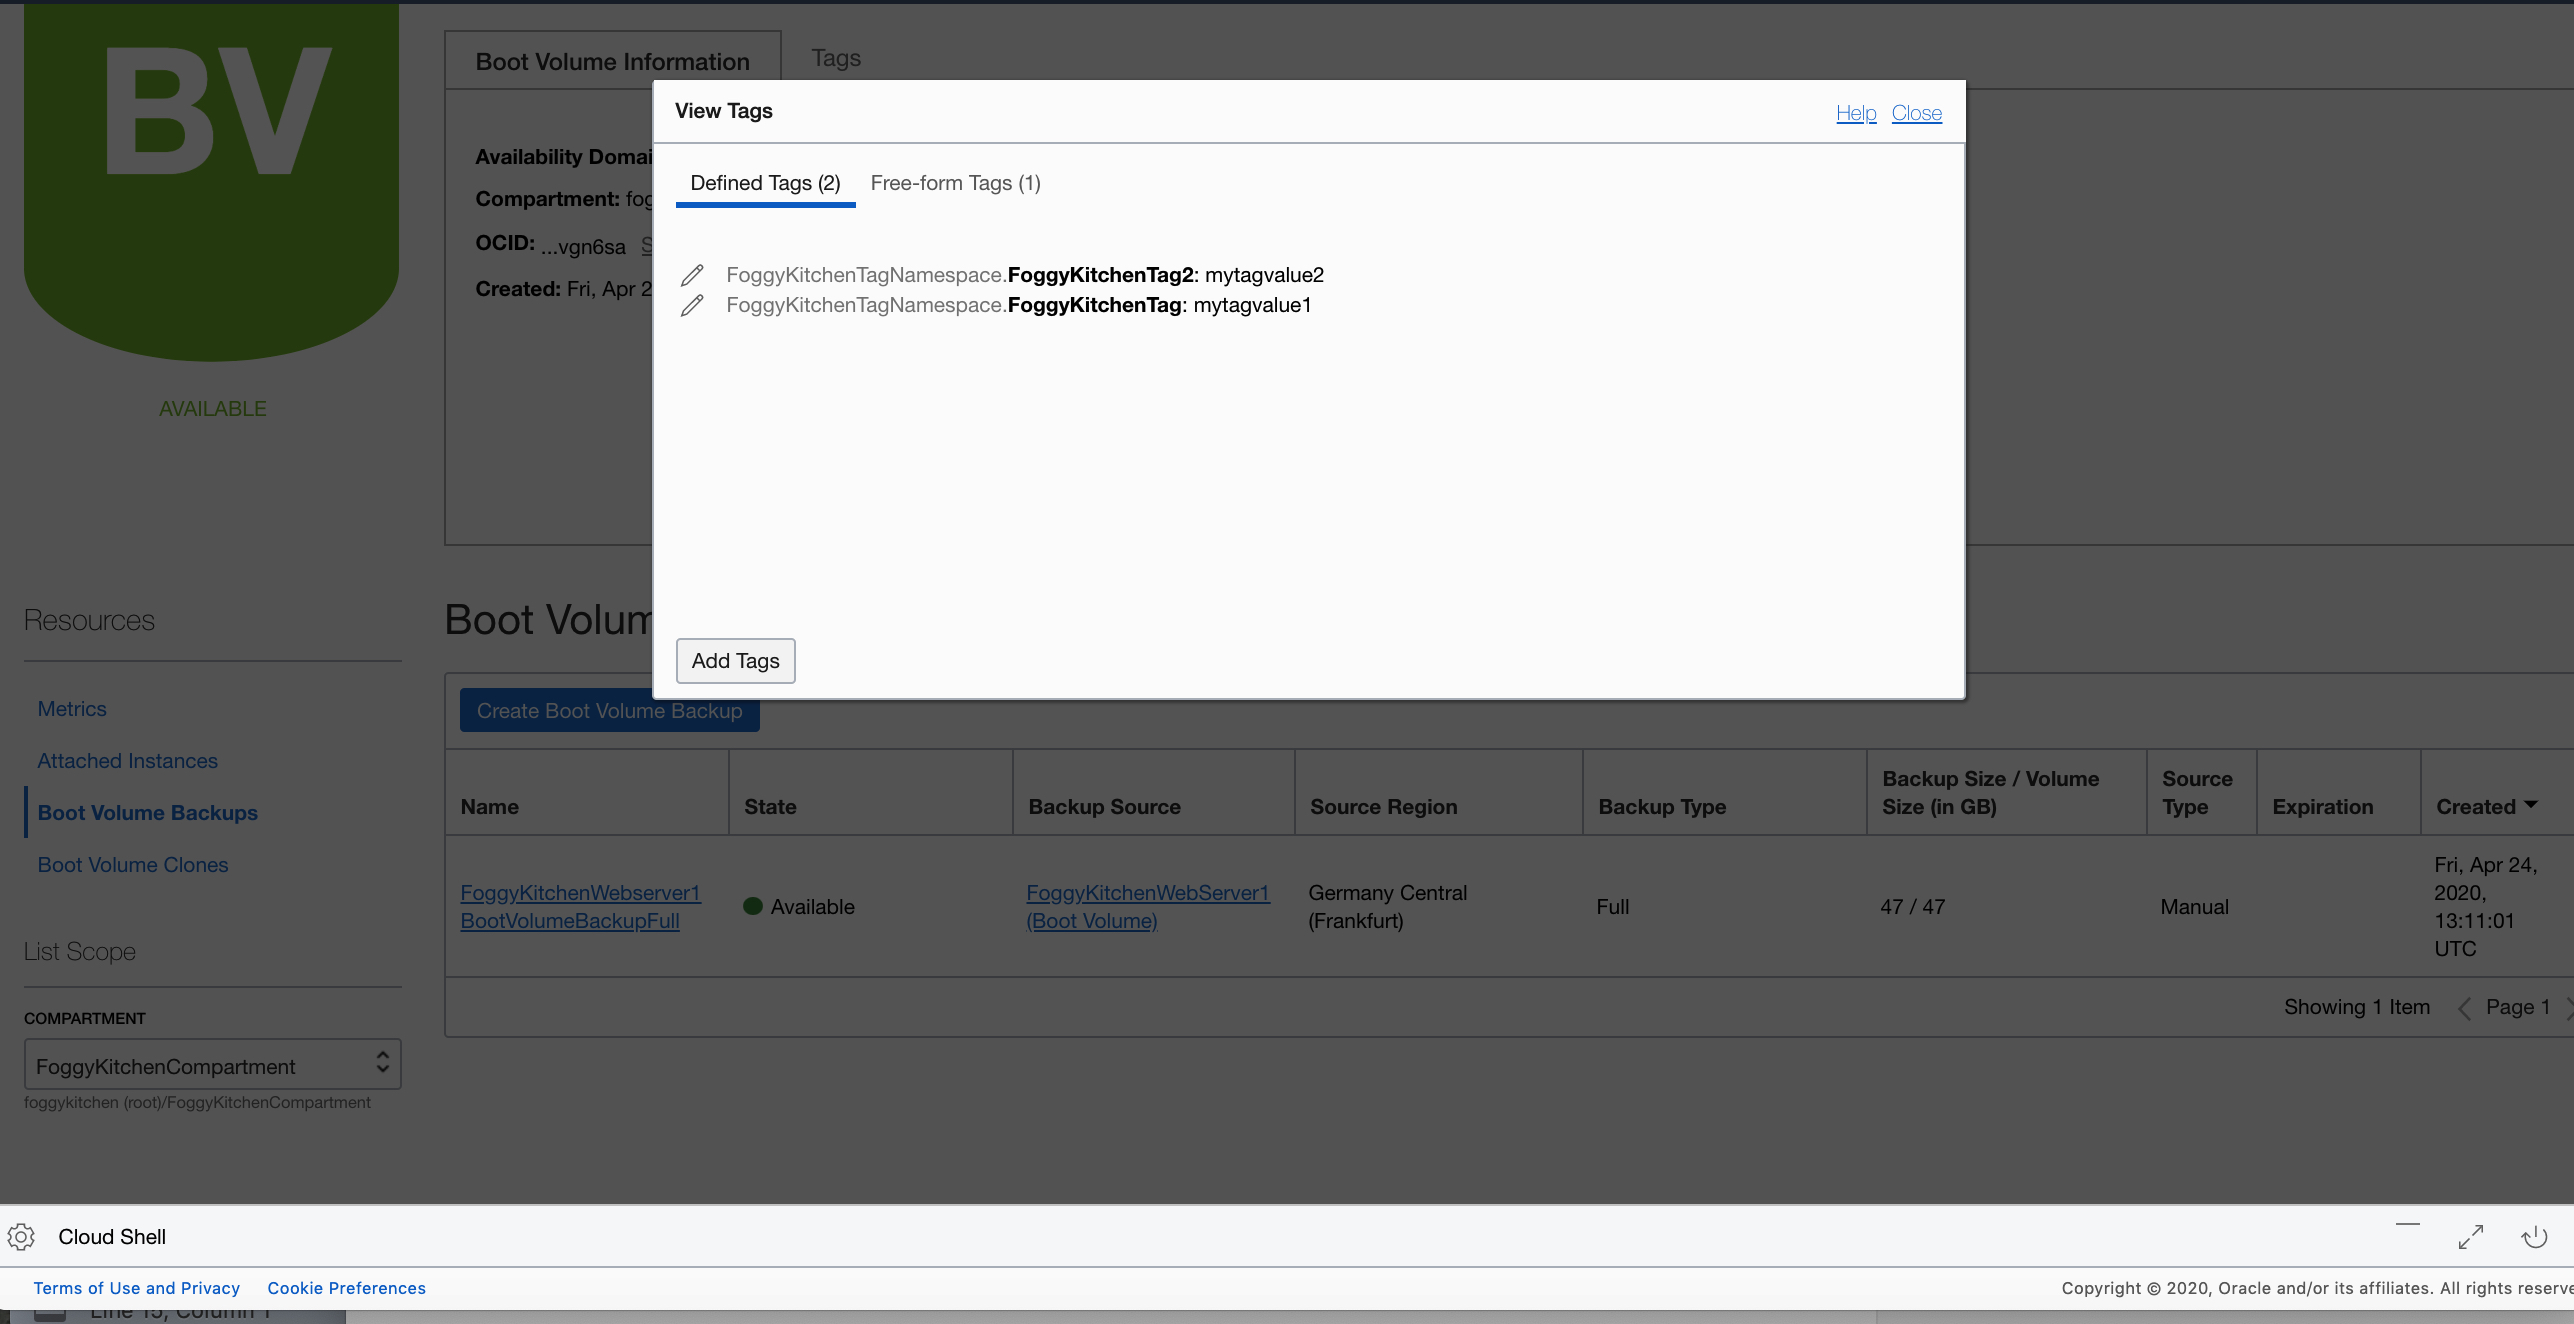 BV
AVAILABLE
Boot Volume Information
Tags
Availability Domai
Compartment: fog
OCID: ...vgn6sa S
Created: Fri, Apr 2
View Tags
Help Close
Defined Tags (2) Free-form Tags (1)
FoggyKitchenTagNamespace.FoggyKitchenTag2: mytagvalue2
FoggyKitchenTagNamespace.FoggyKitchenTag: mytagvalue1
Add Tags
Resources
Metrics
Attached Instances
Boot Volume Backups
Boot Volume Clones
List Scope
COMPARTMENT
FoggyKitchenCompartment
foggykitchen (root)/FoggyKitchenCompartment
Boot Volum
Create Boot Volume Backup
Name
State
Backup Source
Source Region
Backup Type
Backup Size / Volume
Size (in GB)
Source
Type
Expiration
Created
FoggyKitchenWebserver1
BootVolumeBackupFull
Available
FoggyKitchenWebServer1
(Boot Volume)
Germany Central
(Frankfurt)
Full
47 / 47
Manual
Fri, Apr 24,
2020,
13:11:01
UTC
Showing 1 Item
Page 1
Cloud Shell
Terms of Use and Privacy Cookie Preferences
Copyright © 2020, Oracle and/or its affiliates. All rights reserve
Line 15, Column 1